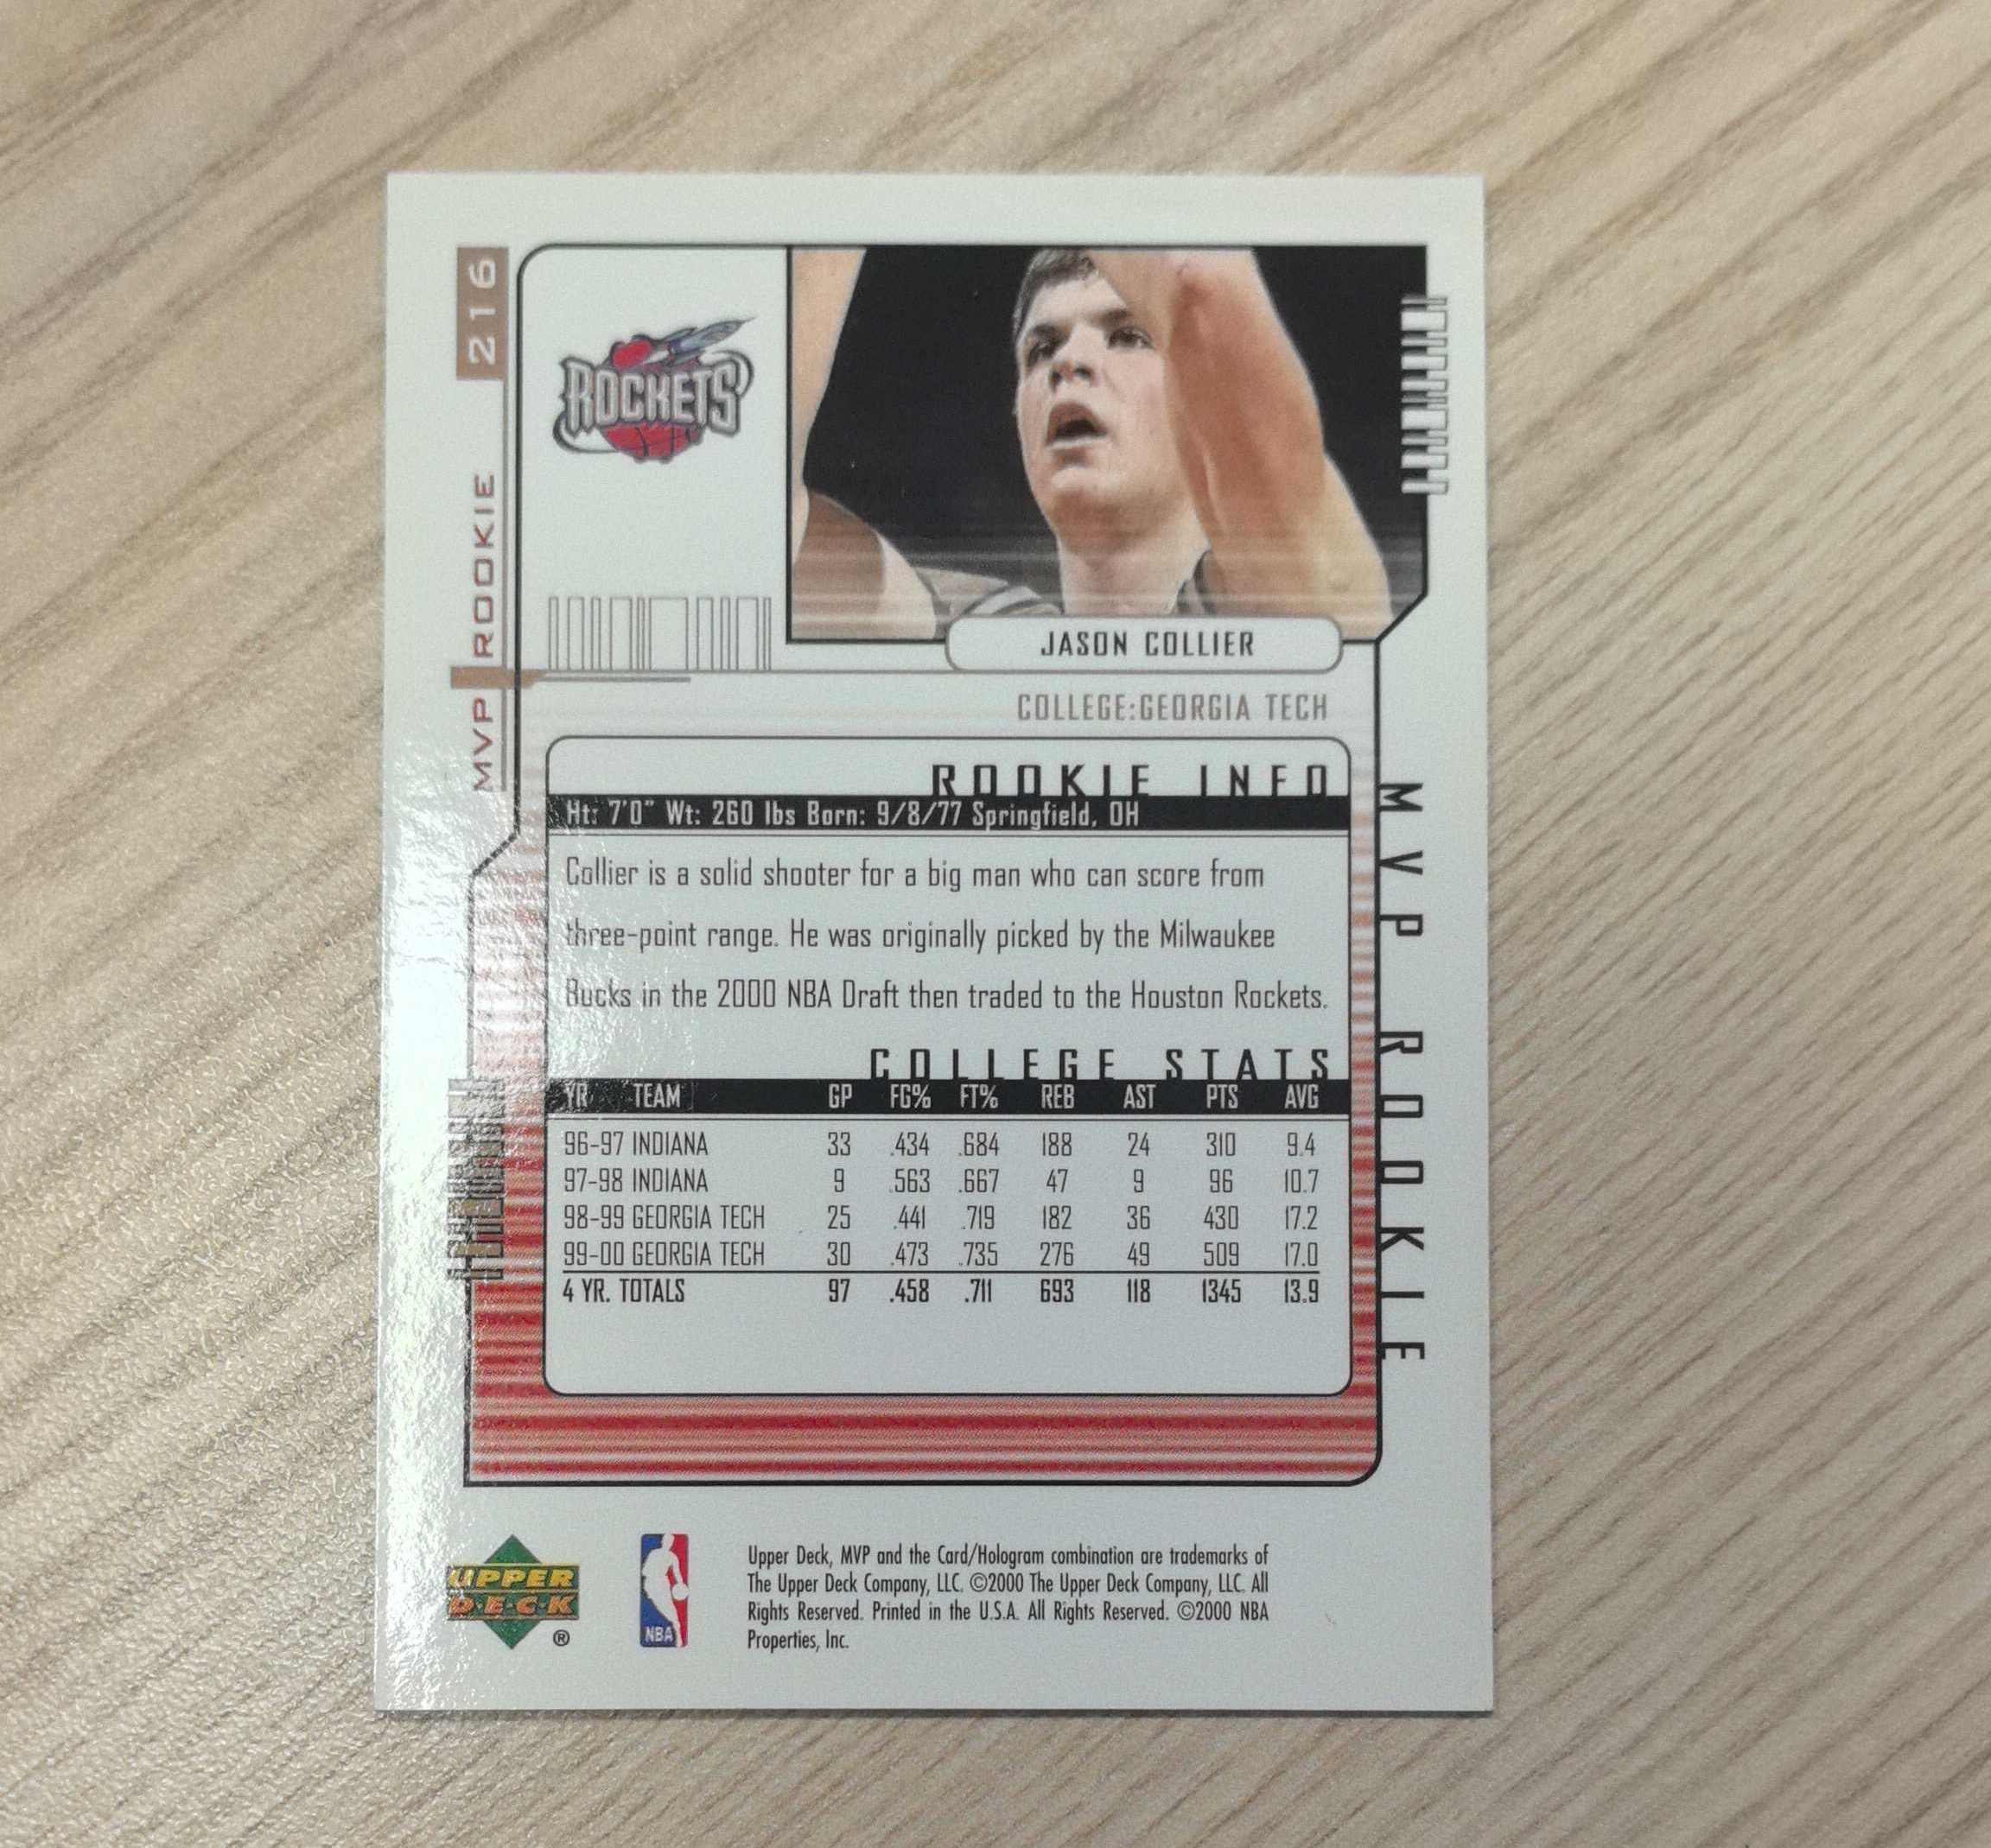 216
MVP ROOKIE
ROCKETS
JASON COLLIER
COLLEGE:GEORGIA TECH
ROOKIE INFO
Ht: 7'0" Wt: 260 lbs Born: 9/8/77 Springfield, OH
Collier is a solid shooter for a big man who can score from
three-point range. He was originally picked by the Milwaukee
Bucks in the 2000 NBA Draft then traded to the Houston Rockets.
COLLEGE STATS
YR TEAM GP FG% FT% REB AST PTS AVG
96-97 INDIANA 33 .434 .684 188 24 310 9.4
97-98 INDIANA 9 .563 .667 47 9 96 10.7
98-99 GEORGIA TECH 25 .441 .719 182 36 430 17.2
99-00 GEORGIA TECH 30 .473 .735 276 49 509 17.0
4 YR. TOTALS 97 .458 .711 693 118 1345 13.9
MVP ROOKIE
UPPER
D·E·C·K
®
NBA
Upper Deck, MVP and the Card/Hologram combination are trademarks of
The Upper Deck Company, LLC. ©2000 The Upper Deck Company, LLC. All
Rights Reserved. Printed in the U.S.A. All Rights Reserved. ©2000 NBA
Properties, Inc.